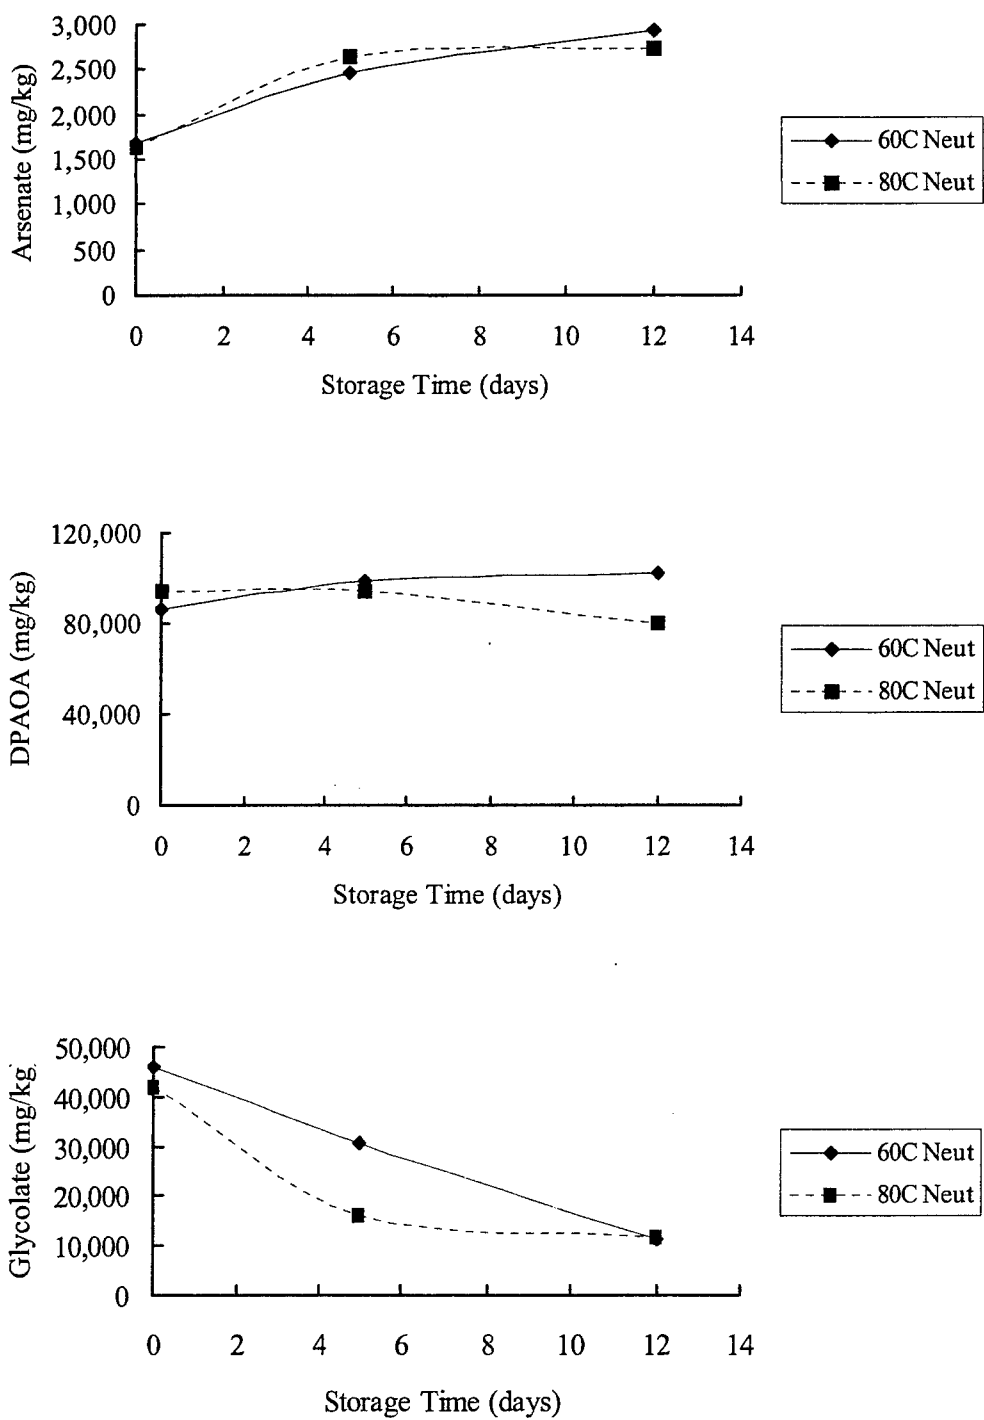 3,000
2,500
2,000
1,500
1,000
500
0
Arsenate (mg/kg)
0 2 4 6 8 10 12 14
Storage Time (days)
60C Neut
80C Neut
120,000
80,000
40,000
0
DPAOA (mg/kg)
0 2 4 6 8 10 12 14
Storage Time (days)
60C Neut
80C Neut
50,000
40,000
30,000
20,000
10,000
0
Glycolate (mg/kg)
0 2 4 6 8 10 12 14
Storage Time (days)
60C Neut
80C Neut